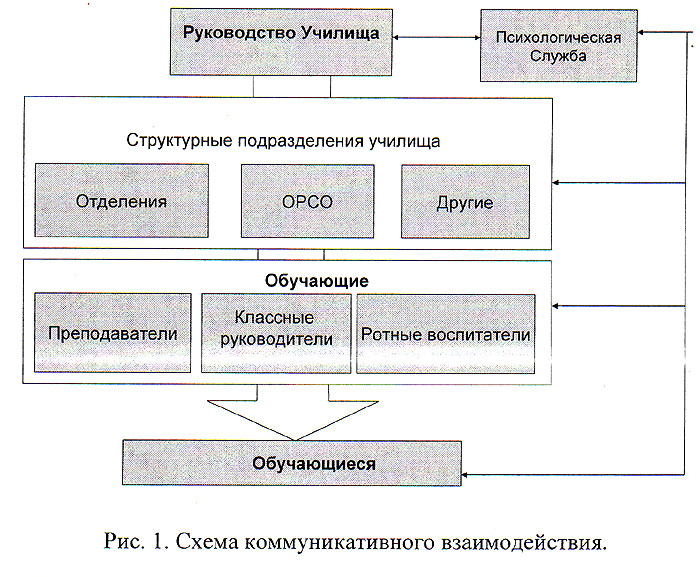 Руководство Училища
Психологическая
Служба
Структурные подразделения училища
Отделения
ОРСО
Другие
Обучающие
Преподаватели
Классные
руководители
Ротные воспитатели
Обучающиеся
Рис. 1. Схема коммуникативного взаимодействия.